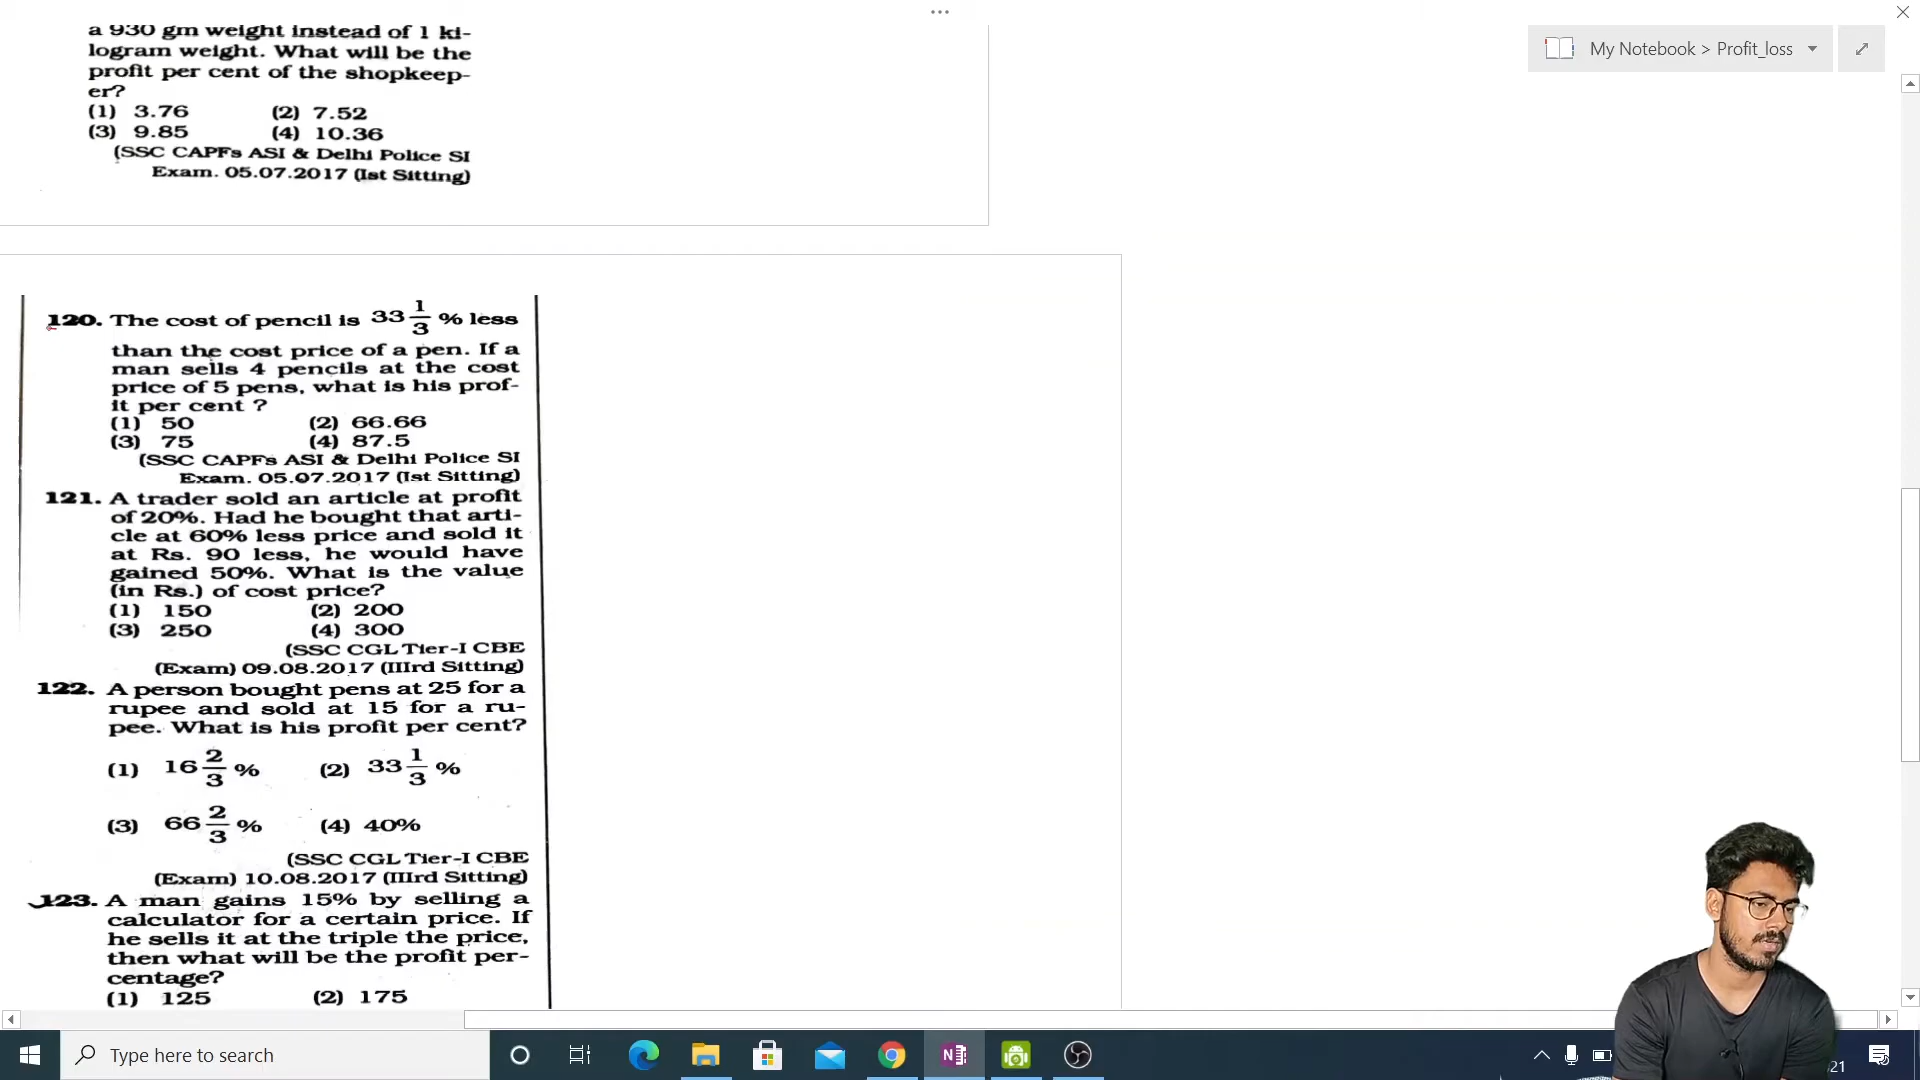 a 930 gm weight instead of 1 ki-
logram weight. What will be the
profit per cent of the shopkeep-
er?
(1) 3.76 (2) 7.52
(3) 9.85 (4) 10.36
(SSC CAPFs ASI & Delhi Police SI
Exam. 05.07.2017 (Ist Sitting)
My Notebook > Profit_loss
120. The cost of pencil is 33 1/3 % less
than the cost price of a pen. If a
man sells 4 pencils at the cost
price of 5 pens, what is his prof-
it per cent ?
(1) 50 (2) 66.66
(3) 75 (4) 87.5
(SSC CAPFs ASI & Delhi Police SI
Exam. 05.07.2017 (Ist Sitting)
121. A trader sold an article at profit
of 20%. Had he bought that arti-
cle at 60% less price and sold it
at Rs. 90 less, he would have
gained 50%. What is the value
(in Rs.) of cost price?
(1) 150 (2) 200
(3) 250 (4) 300
(SSC CGL Tier-I CBE
(Exam) 09.08.2017 (IIIrd Sitting)
122. A person bought pens at 25 for a
rupee and sold at 15 for a ru-
pee. What is his profit per cent?
(1) 16 2/3 % (2) 33 1/3 %
(3) 66 2/3 % (4) 40%
(SSC CGL Tier-I CBE
(Exam) 10.08.2017 (IIIrd Sitting)
123. A man gains 15% by selling a
calculator for a certain price. If
he sells it at the triple the price,
then what will be the profit per-
centage?
(1) 125 (2) 175
Type here to search
21